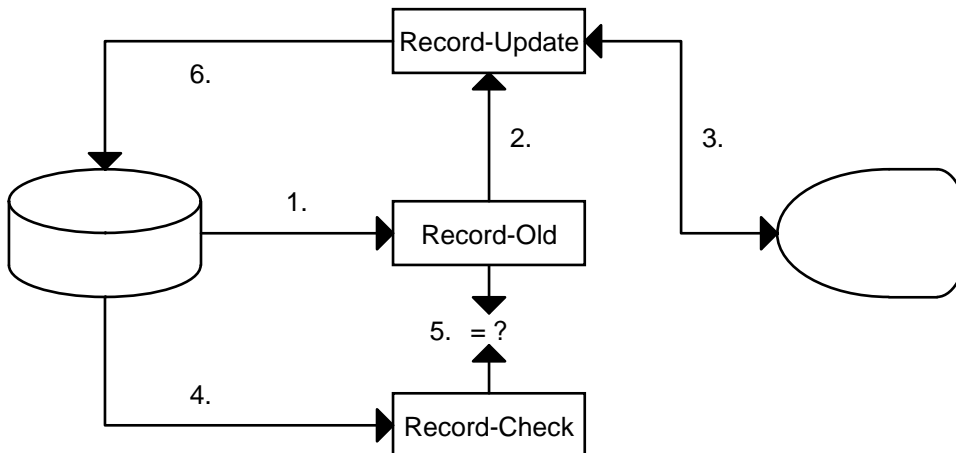 Record-Update
6.
2.
3.
1.
Record-Old
5. = ?
4.
Record-Check